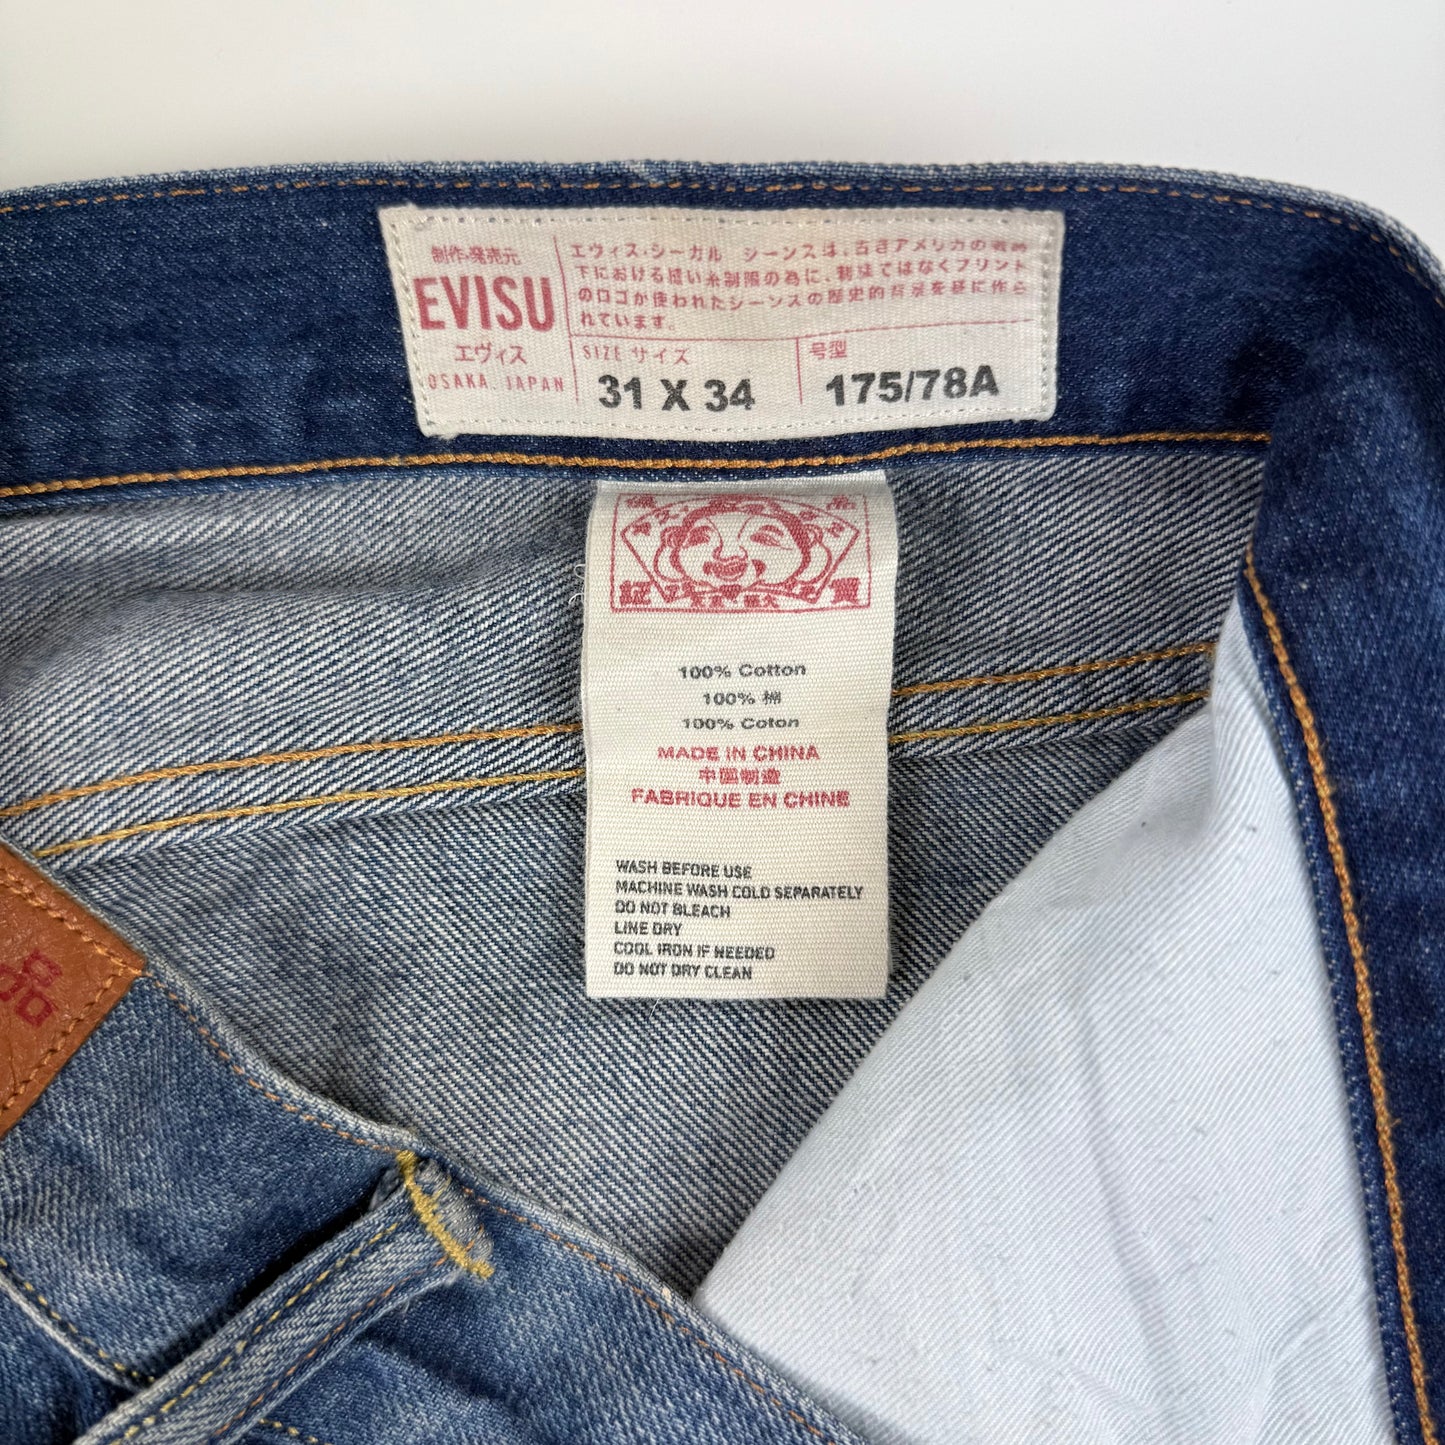 制作・発売元
EVISU
エヴィス
OSAKA. JAPAN
エヴィス・シーガル ジーンスは、古きアメリカの戦時
下における縫い糸制限の為に、刺繍ではなくプリント
のロゴが使われたジーンスの歴史的背景を基に作ら
れています。
SIZE サイズ
31 X 34
号型
175/78A
100% Cotton
100% 棉
100% Coton
MADE IN CHINA
中国制造
FABRIQUE EN CHINE
WASH BEFORE USE
MACHINE WASH COLD SEPARATELY
DO NOT BLEACH
LINE DRY
COOL IRON IF NEEDED
DO NOT DRY CLEAN
品